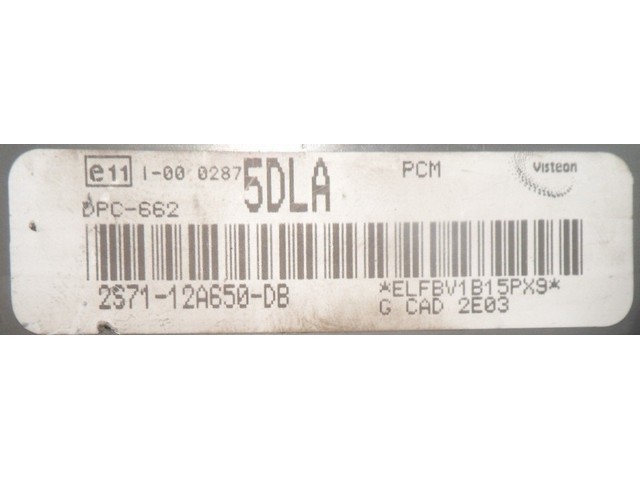 e11 I-00 0287 5DLA PCM Visteon
DPC-662
2S71-12A650-DB *ELFBV1B15PX9*
G CAD 2E03